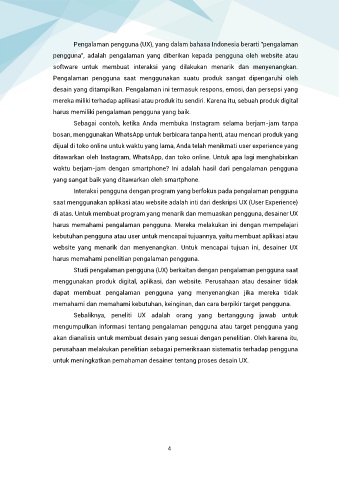 Pengalaman pengguna (UX), yang dalam bahasa Indonesia berarti "pengalaman
pengguna", adalah pengalaman yang diberikan kepada pengguna oleh website atau
software untuk membuat interaksi yang dilakukan menarik dan menyenangkan.
Pengalaman pengguna saat menggunakan suatu produk sangat dipengaruhi oleh
desain yang ditampilkan. Pengalaman ini termasuk respons, emosi, dan persepsi yang
mereka miliki terhadap aplikasi atau produk itu sendiri. Karena itu, sebuah produk digital
harus memiliki pengalaman pengguna yang baik.
Sebagai contoh, ketika Anda membuka Instagram selama berjam-jam tanpa
bosan, menggunakan WhatsApp untuk berbicara tanpa henti, atau mencari produk yang
dijual di toko online untuk waktu yang lama, Anda telah menikmati user experience yang
ditawarkan oleh Instagram, WhatsApp, dan toko online. Untuk apa lagi menghabiskan
waktu berjam-jam dengan smartphone? Ini adalah hasil dari pengalaman pengguna
yang sangat baik yang ditawarkan oleh smartphone.
Interaksi pengguna dengan program yang berfokus pada pengalaman pengguna
saat menggunakan aplikasi atau website adalah inti dari deskripsi UX (User Experience)
di atas. Untuk membuat program yang menarik dan memuaskan pengguna, desainer UX
harus memahami pengalaman pengguna. Mereka melakukan ini dengan mempelajari
kebutuhan pengguna atau user untuk mencapai tujuannya, yaitu membuat aplikasi atau
website yang menarik dan menyenangkan. Untuk mencapai tujuan ini, desainer UX
harus memahami penelitian pengalaman pengguna.
Studi pengalaman pengguna (UX) berkaitan dengan pengalaman pengguna saat
menggunakan produk digital, aplikasi, dan website. Perusahaan atau desainer tidak
dapat membuat pengalaman pengguna yang menyenangkan jika mereka tidak
memahami dan memahami kebutuhan, keinginan, dan cara berpikir target pengguna.
Sebaliknya, peneliti UX adalah orang yang bertanggung jawab untuk
mengumpulkan informasi tentang pengalaman pengguna atau target pengguna yang
akan dianalisis untuk membuat desain yang sesuai dengan penelitian. Oleh karena itu,
perusahaan melakukan penelitian sebagai pemeriksaan sistematis terhadap pengguna
untuk meningkatkan pemahaman desainer tentang proses desain UX.
4